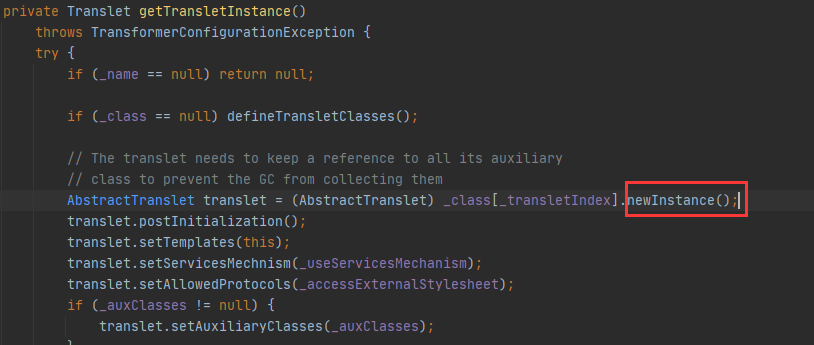 private Translet getTransletInstance()
throws TransformerConfigurationException {
try {
if (_name == null) return null;
if (_class == null) defineTransletClasses();
// The translet needs to keep a reference to all its auxiliary
// class to prevent the GC from collecting them
AbstractTranslet translet = (AbstractTranslet) _class[_transletIndex].newInstance();
translet.postInitialization();
translet.setTemplates(this);
translet.setServicesMechnism(_useServicesMechanism);
translet.setAllowedProtocols(_accessExternalStylesheet);
if (_auxClasses != null) {
translet.setAuxiliaryClasses(_auxClasses);
}